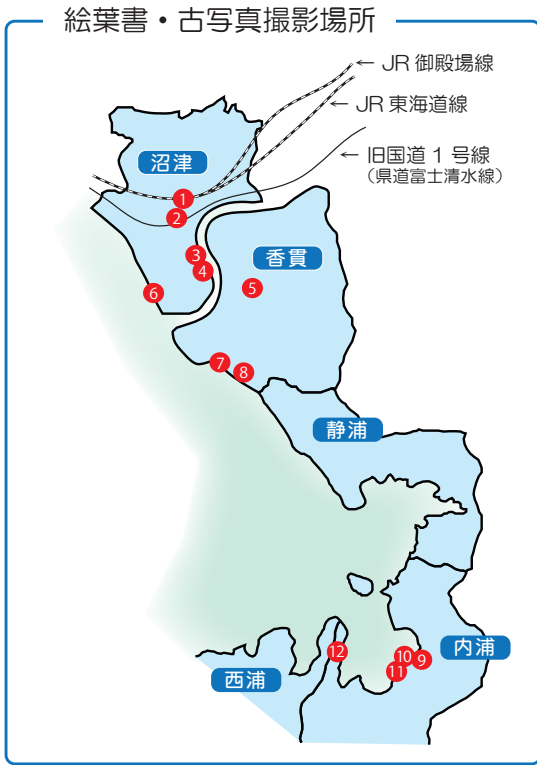 絵葉書・古写真撮影場所
← JR 御殿場線
← JR 東海道線
← 旧国道 1 号線
（県道富士清水線）
沼津
1
2
3
4
香貫
5
6
7
8
静浦
12
10
9
11
内浦
西浦